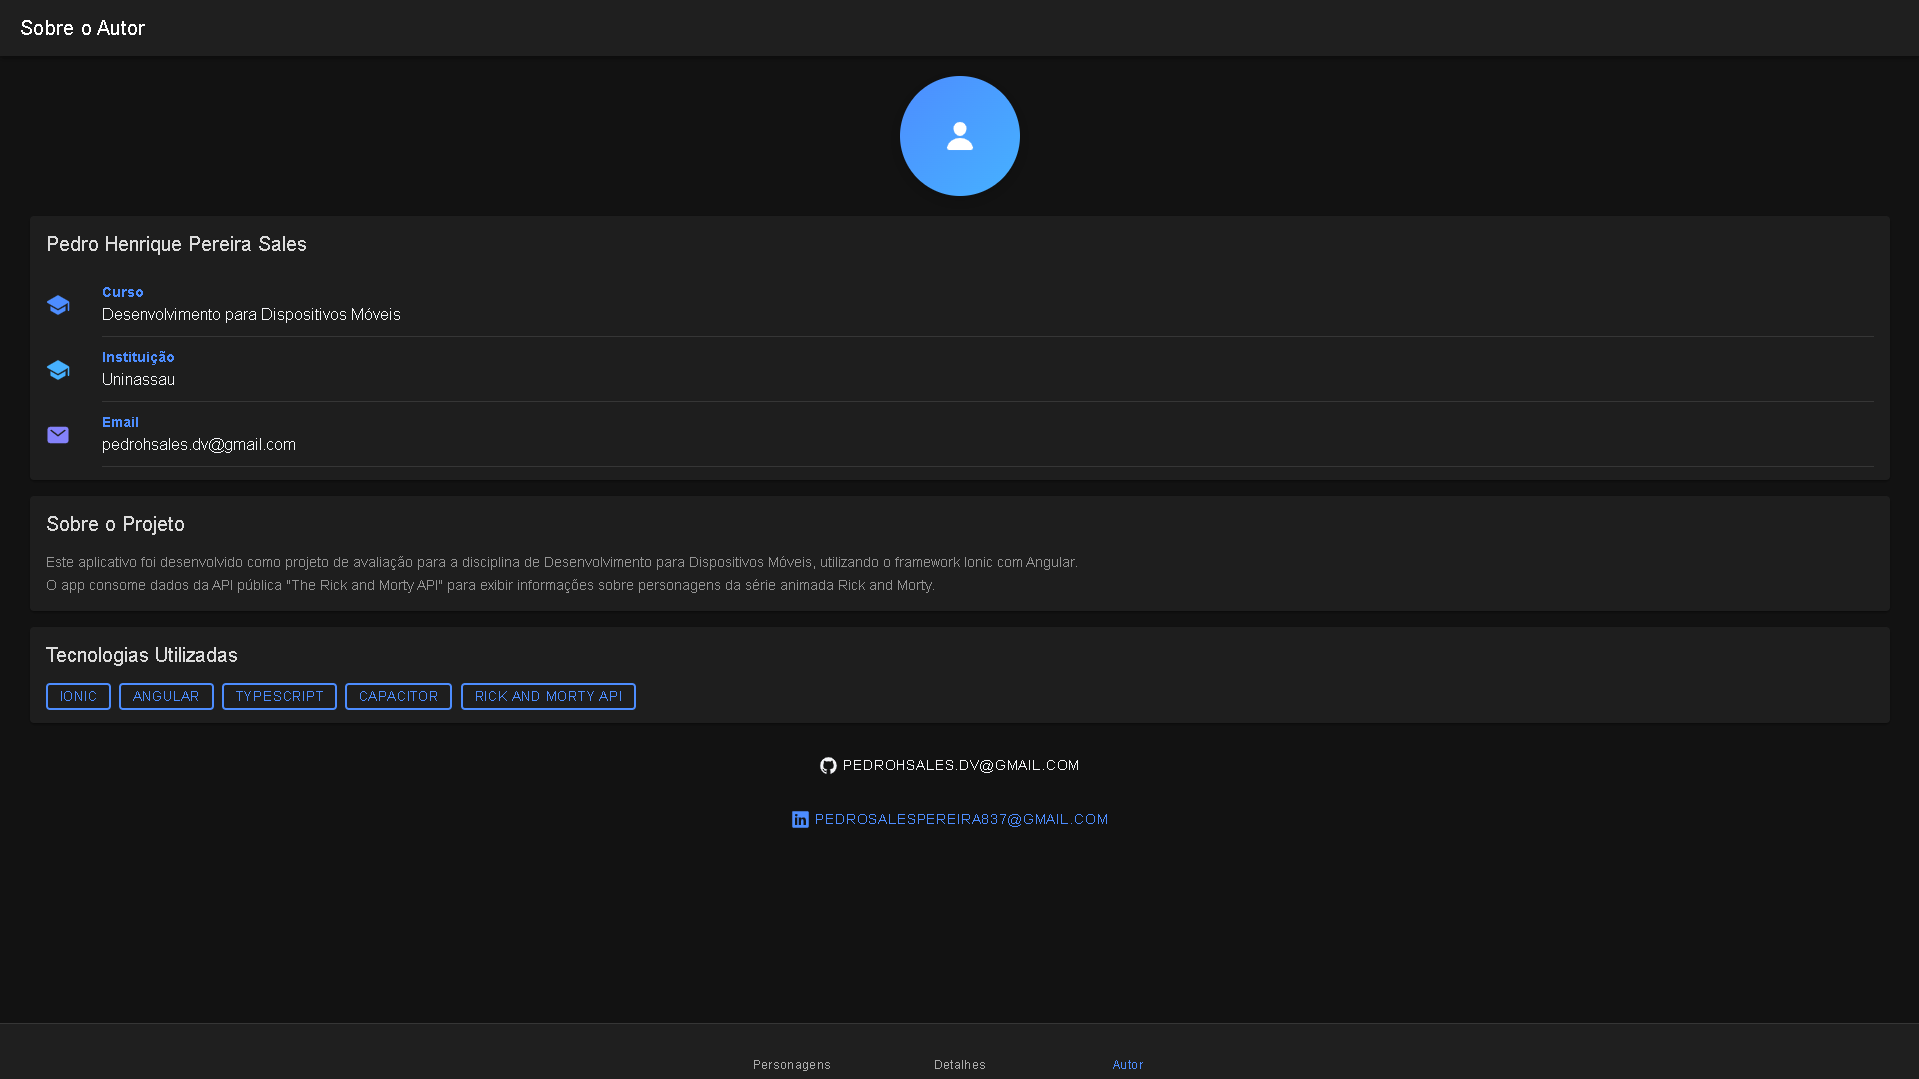 Sobre o Autor
Pedro Henrique Pereira Sales
Curso
Desenvolvimento para Dispositivos Móveis
Instituição
Uninassau
Email
pedrohsales.dv@gmail.com
Sobre o Projeto
Este aplicativo foi desenvolvido como projeto de avaliação para a disciplina de Desenvolvimento para Dispositivos Móveis, utilizando o framework Ionic com Angular.
O app consome dados da API pública "The Rick and Morty API" para exibir informações sobre personagens da série animada Rick and Morty.
Tecnologias Utilizadas
IONIC ANGULAR TYPESCRIPT CAPACITOR RICK AND MORTY API
PEDROHSALES.DV@GMAIL.COM
PEDROSALESPEREIRA837@GMAIL.COM
Personagens Detalhes Autor